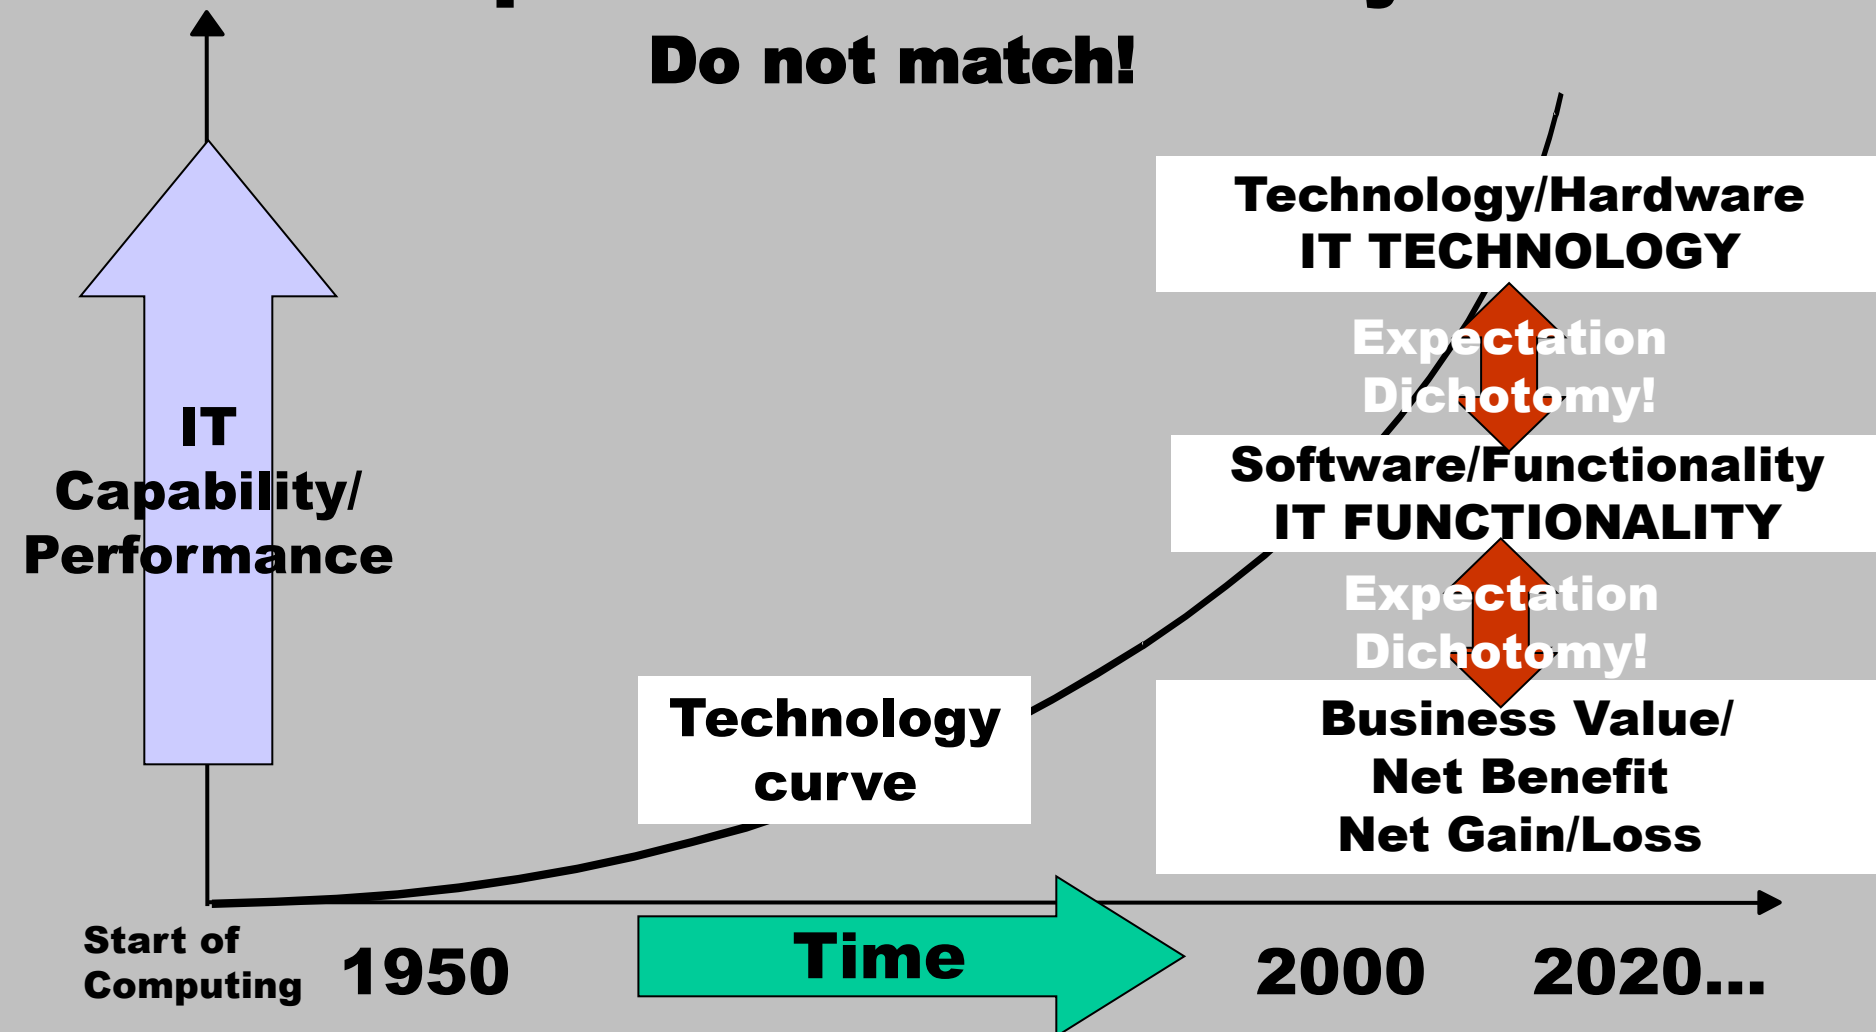 Do not match!
Technology/Hardware
IT TECHNOLOGY
Expectation
Dichotomy!
IT
Capability/
Performance
Software/Functionality
IT FUNCTIONALITY
Expectation
Dichotomy!
Technology
curve
Business Value/
Net Benefit
Net Gain/Loss
Start of
Computing
1950
Time
2000
2020...